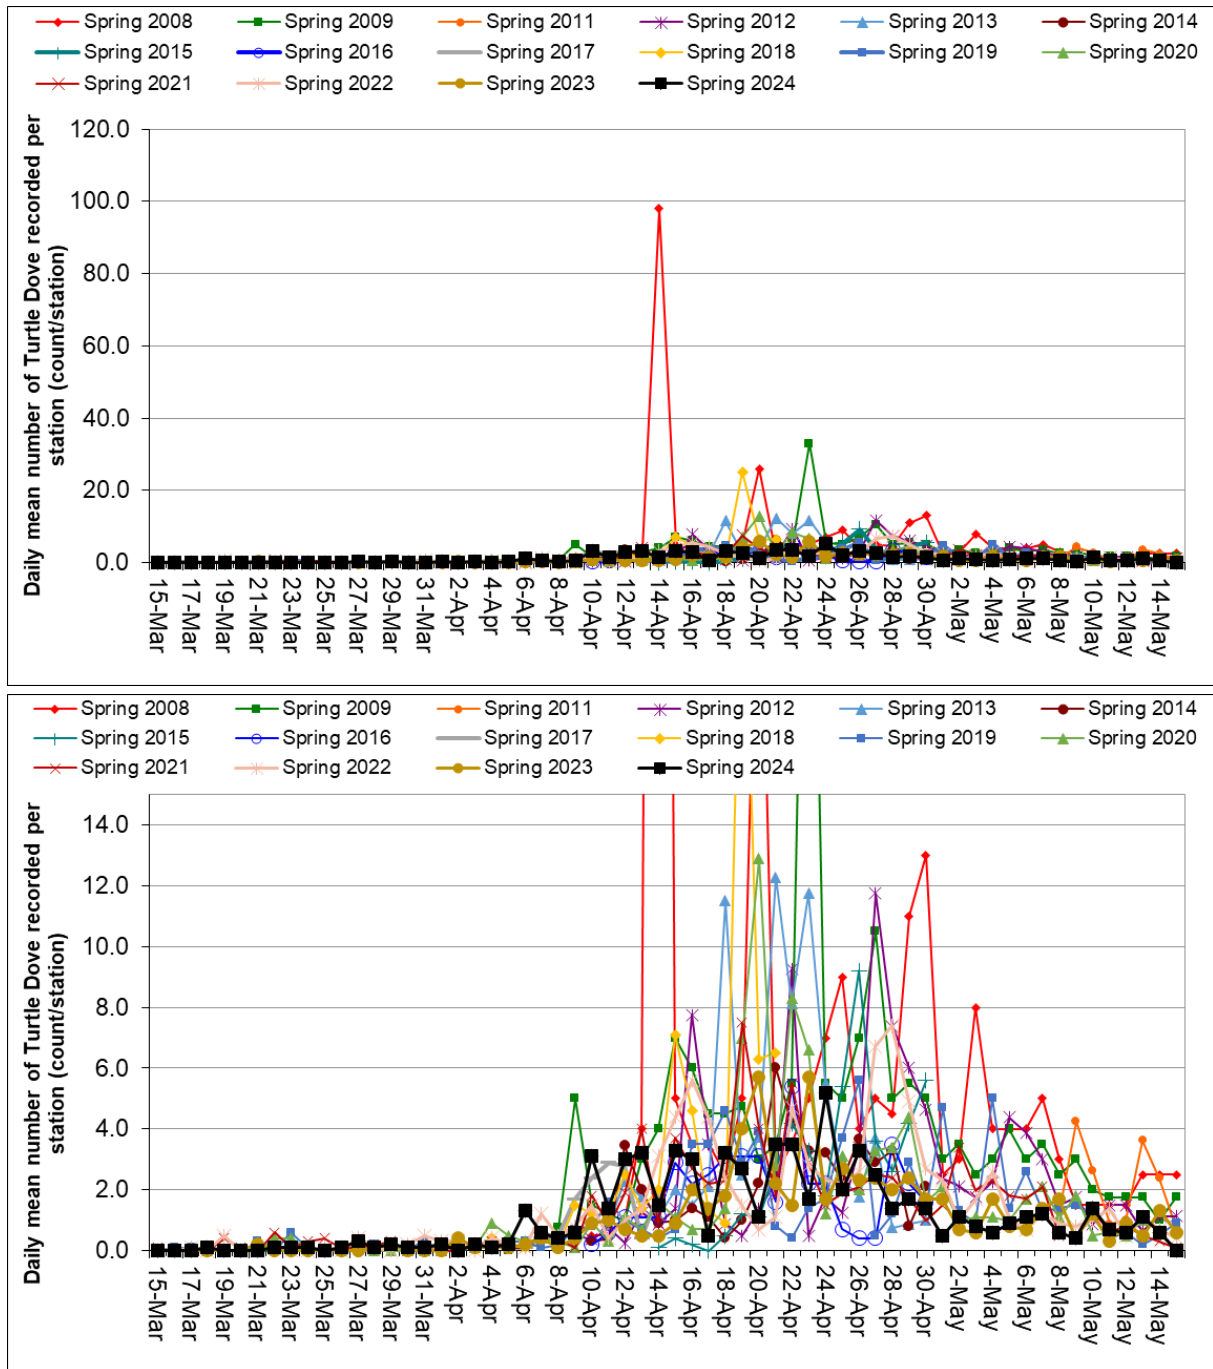 Spring 2008 Spring 2009 Spring 2011 Spring 2012 Spring 2013 Spring 2014
Spring 2015 Spring 2016 Spring 2017 Spring 2018 Spring 2019 Spring 2020
Spring 2021 Spring 2022 Spring 2023 Spring 2024
Daily mean number of Turtle Dove recorded per
station (count/station)
120.0
100.0
80.0
60.0
40.0
20.0
0.0
15-Mar 17-Mar 19-Mar 21-Mar 23-Mar 25-Mar 27-Mar 29-Mar 31-Mar 2-Apr 4-Apr 6-Apr 8-Apr 10-Apr 12-Apr 14-Apr 16-Apr 18-Apr 20-Apr 22-Apr 24-Apr 26-Apr 28-Apr 30-Apr 2-May 4-May 6-May 8-May 10-May 12-May 14-May
Spring 2008 Spring 2009 Spring 2011 Spring 2012 Spring 2013 Spring 2014
Spring 2015 Spring 2016 Spring 2017 Spring 2018 Spring 2019 Spring 2020
Spring 2021 Spring 2022 Spring 2023 Spring 2024
Daily mean number of Turtle Dove recorded per
station (count/station)
14.0
12.0
10.0
8.0
6.0
4.0
2.0
0.0
15-Mar 17-Mar 19-Mar 21-Mar 23-Mar 25-Mar 27-Mar 29-Mar 31-Mar 2-Apr 4-Apr 6-Apr 8-Apr 10-Apr 12-Apr 14-Apr 16-Apr 18-Apr 20-Apr 22-Apr 24-Apr 26-Apr 28-Apr 30-Apr 2-May 4-May 6-May 8-May 10-May 12-May 14-May